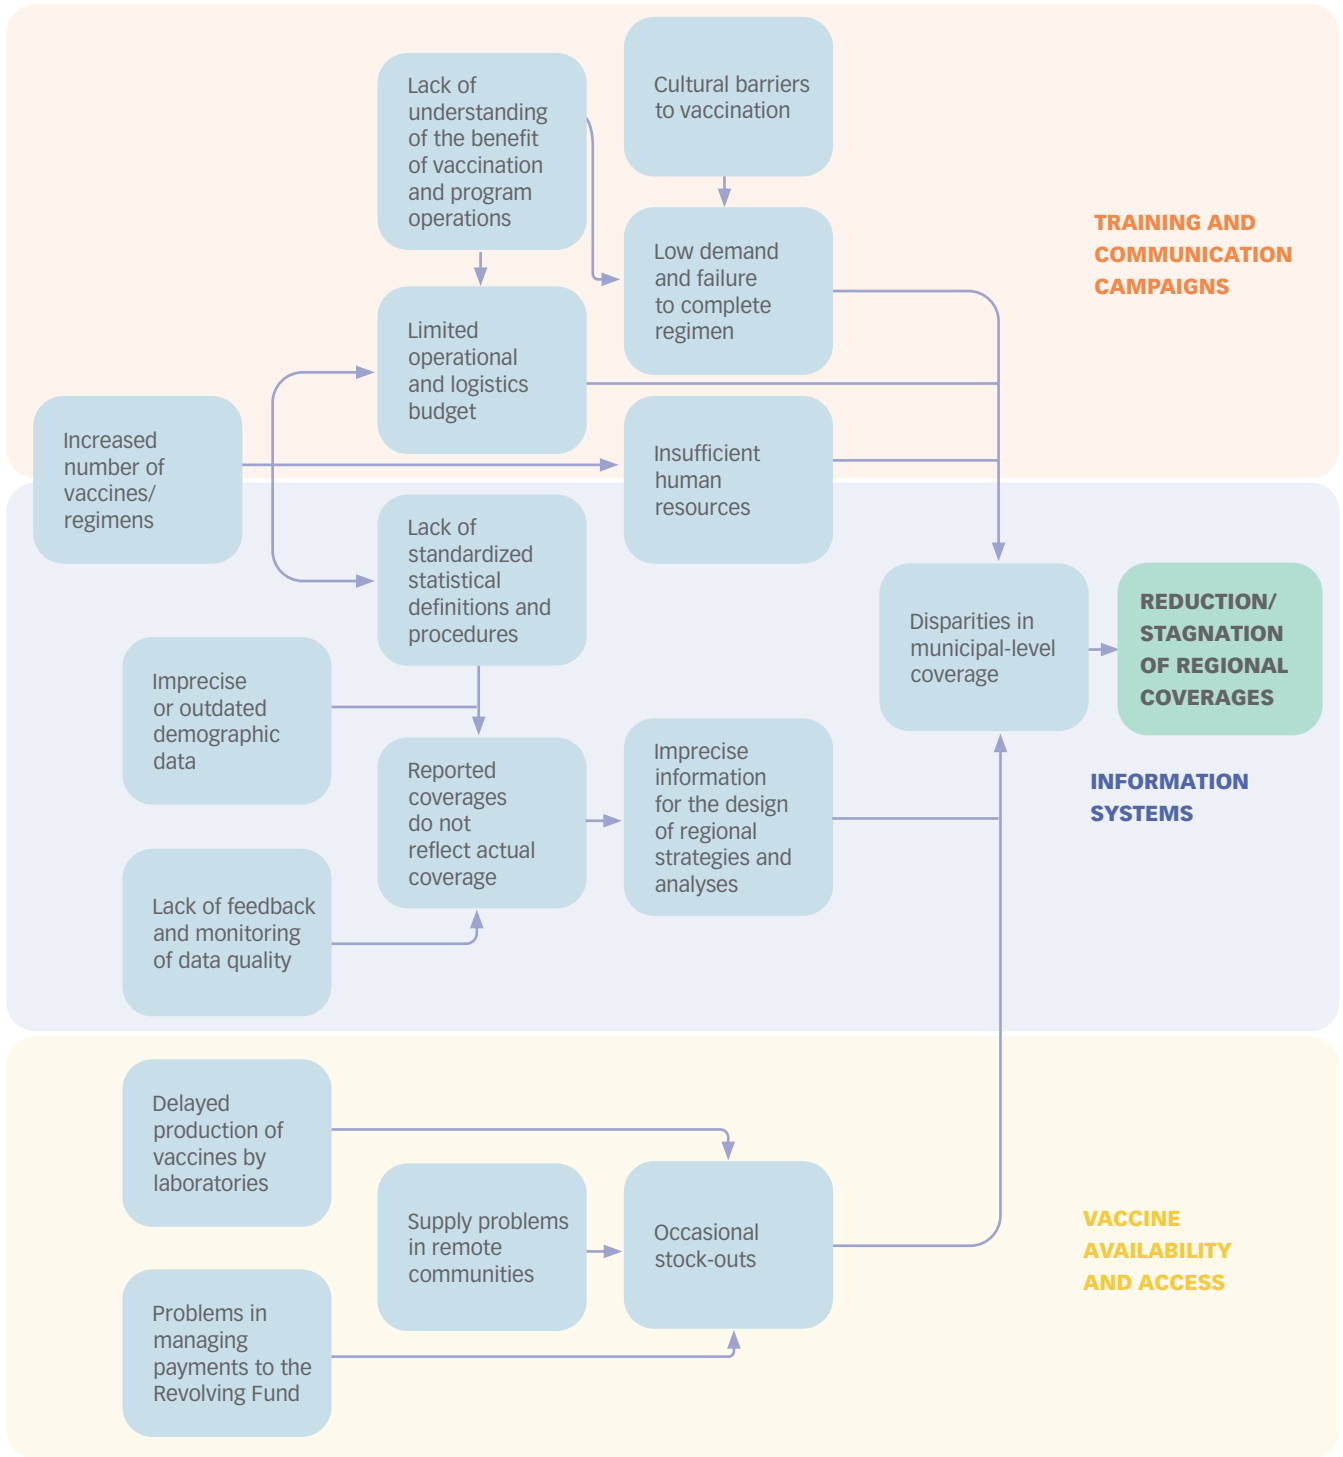 Lack of
understanding
of the benefit
of vaccination
and program
operations
Cultural barriers
to vaccination
Low demand
and failure
to complete
regimen
TRAINING AND
COMMUNICATION
CAMPAIGNS
Limited
operational
and logistics
budget
Increased
number of
vaccines/
regimens
Insufficient
human
resources
Lack of
standardized
statistical
definitions and
procedures
Disparities in
municipal-level
coverage
REDUCTION/
STAGNATION
OF REGIONAL
COVERAGES
Imprecise
or outdated
demographic
data
Reported
coverages
do not
reflect actual
coverage
Imprecise
information
for the design
of regional
strategies and
analyses
INFORMATION
SYSTEMS
Lack of feedback
and monitoring
of data quality
Delayed
production of
vaccines by
laboratories
Supply problems
in remote
communities
Occasional
stock-outs
VACCINE
AVAILABILITY
AND ACCESS
Problems in
managing
payments to the
Revolving Fund